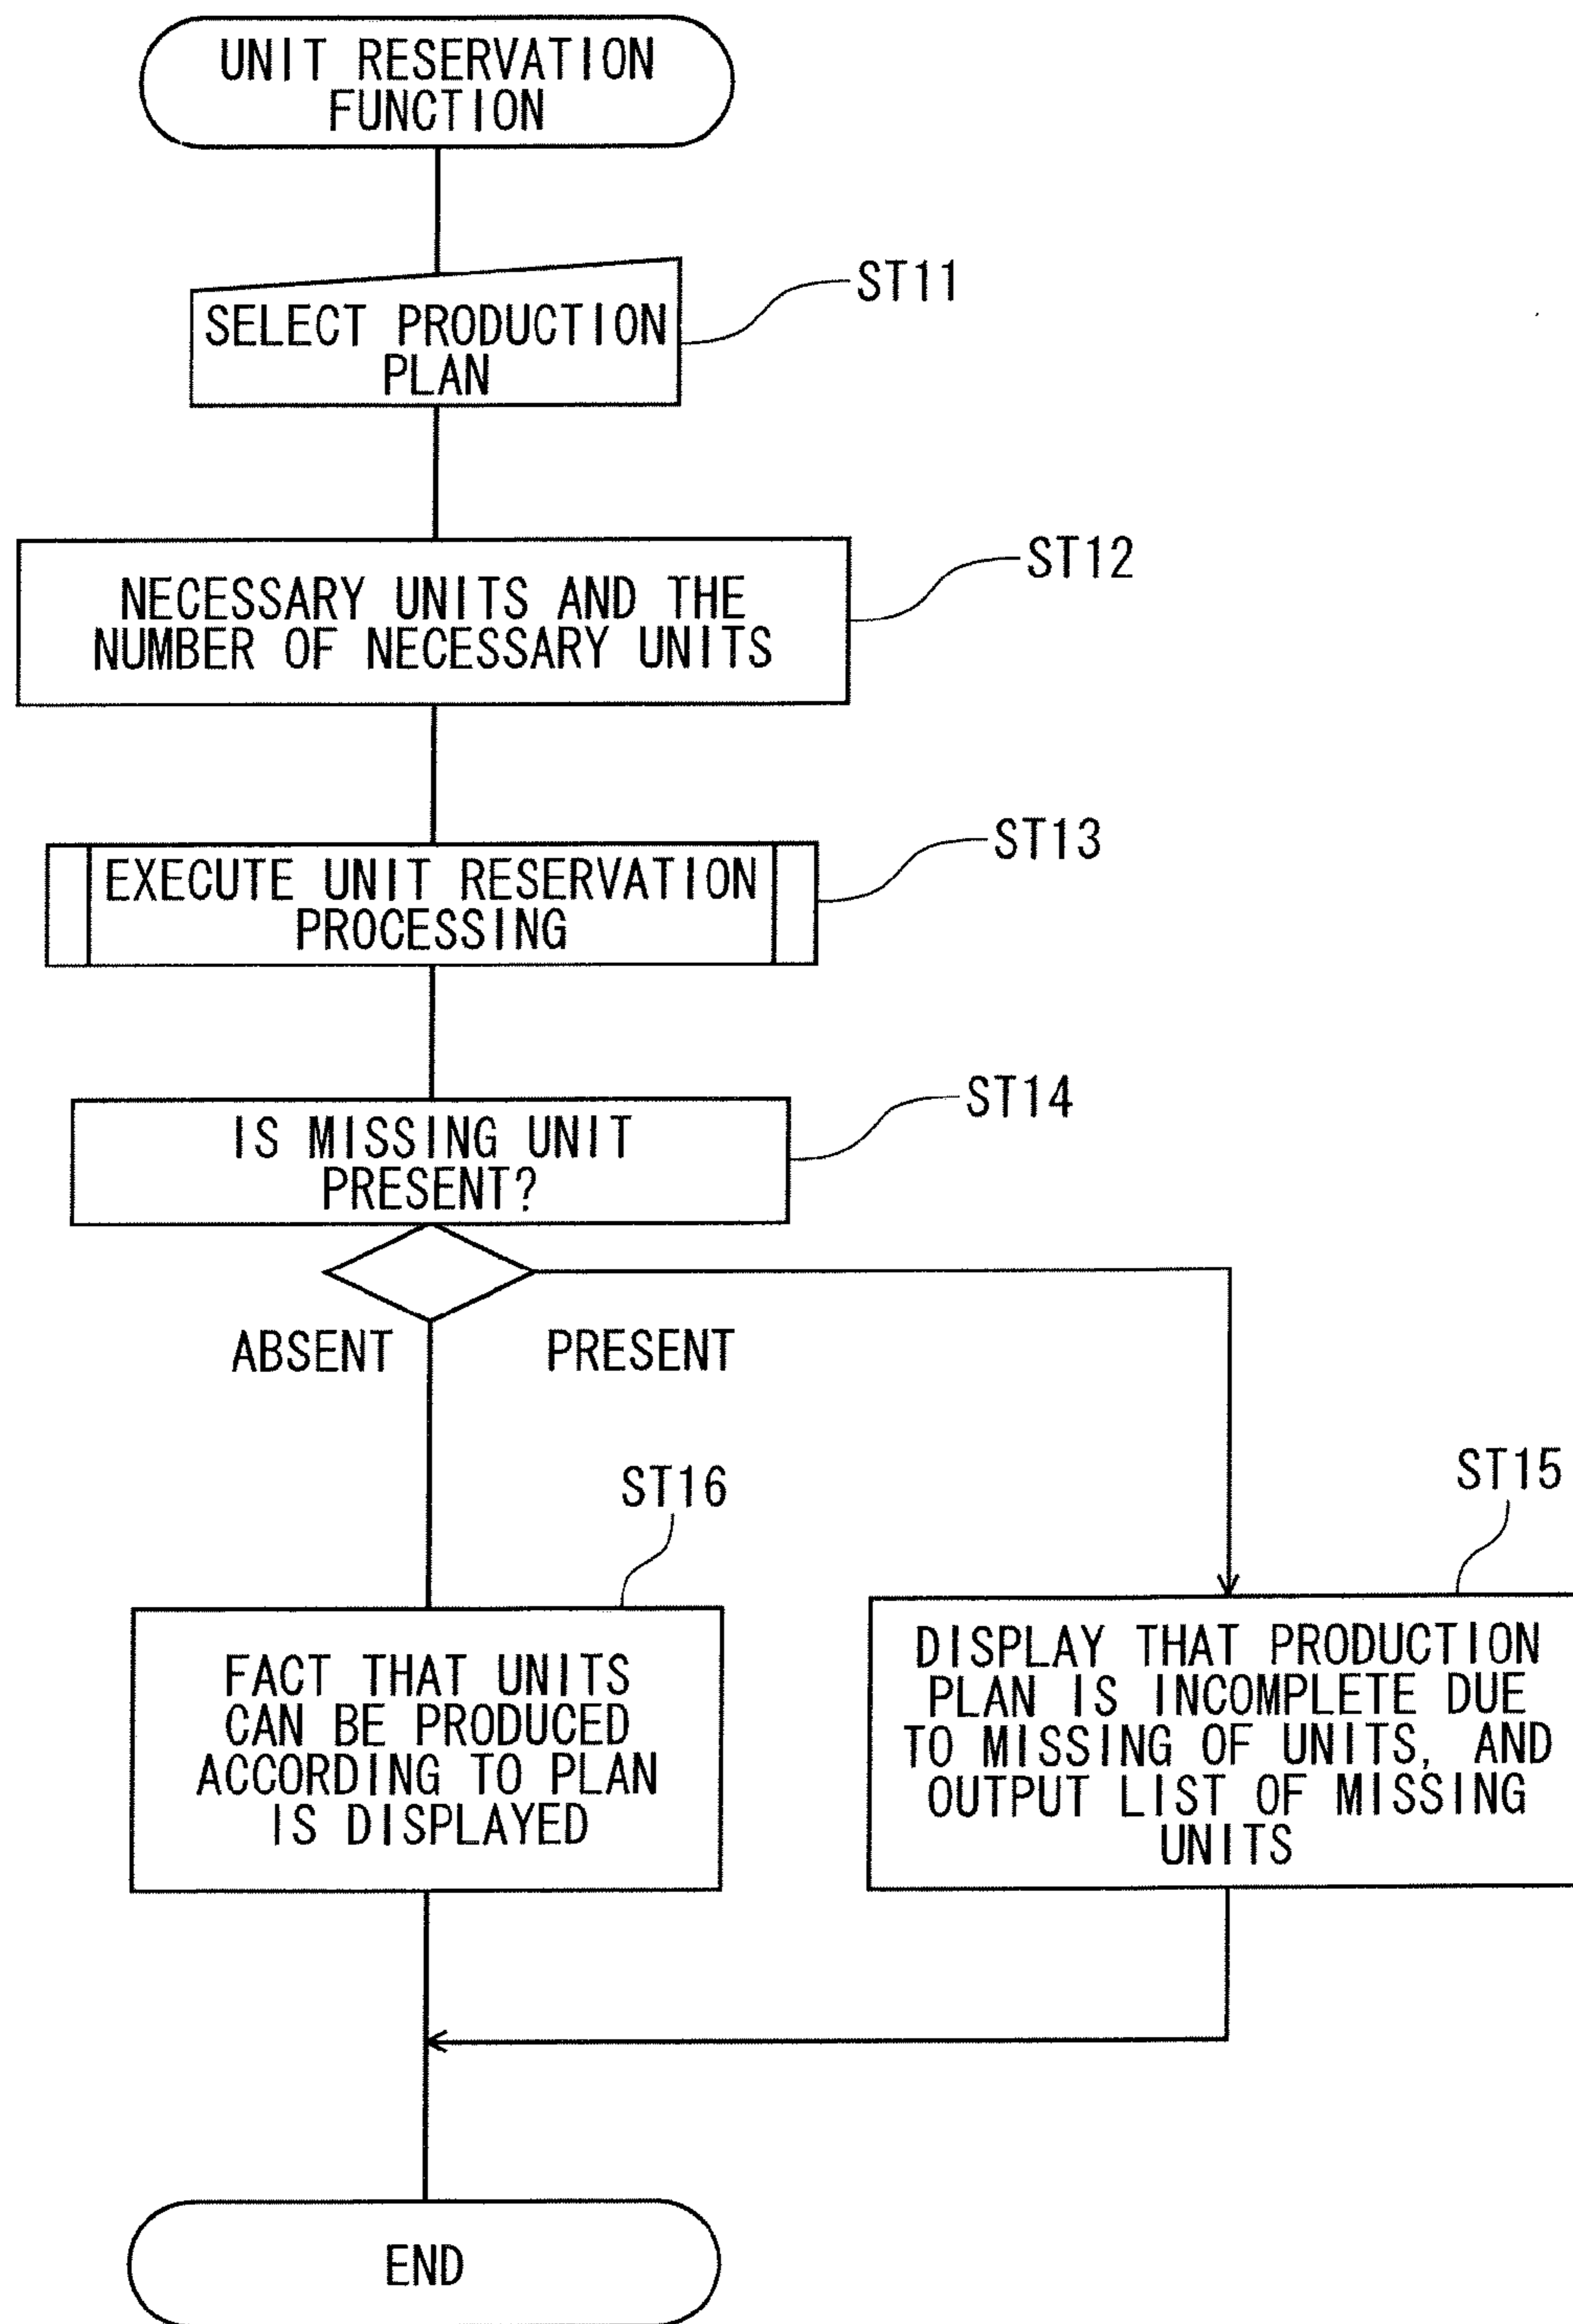 UNIT RESERVATION
FUNCTION
ST11
SELECT PRODUCTION
PLAN
ST12
NECESSARY UNITS AND THE
NUMBER OF NECESSARY UNITS
ST13
EXECUTE UNIT RESERVATION
PROCESSING
ST14
IS MISSING UNIT
PRESENT?
ABSENT
PRESENT
ST16
ST15
FACT THAT UNITS
CAN BE PRODUCED
ACCORDING TO PLAN
IS DISPLAYED
DISPLAY THAT PRODUCTION
PLAN IS INCOMPLETE DUE
TO MISSING OF UNITS, AND
OUTPUT LIST OF MISSING
UNITS
END